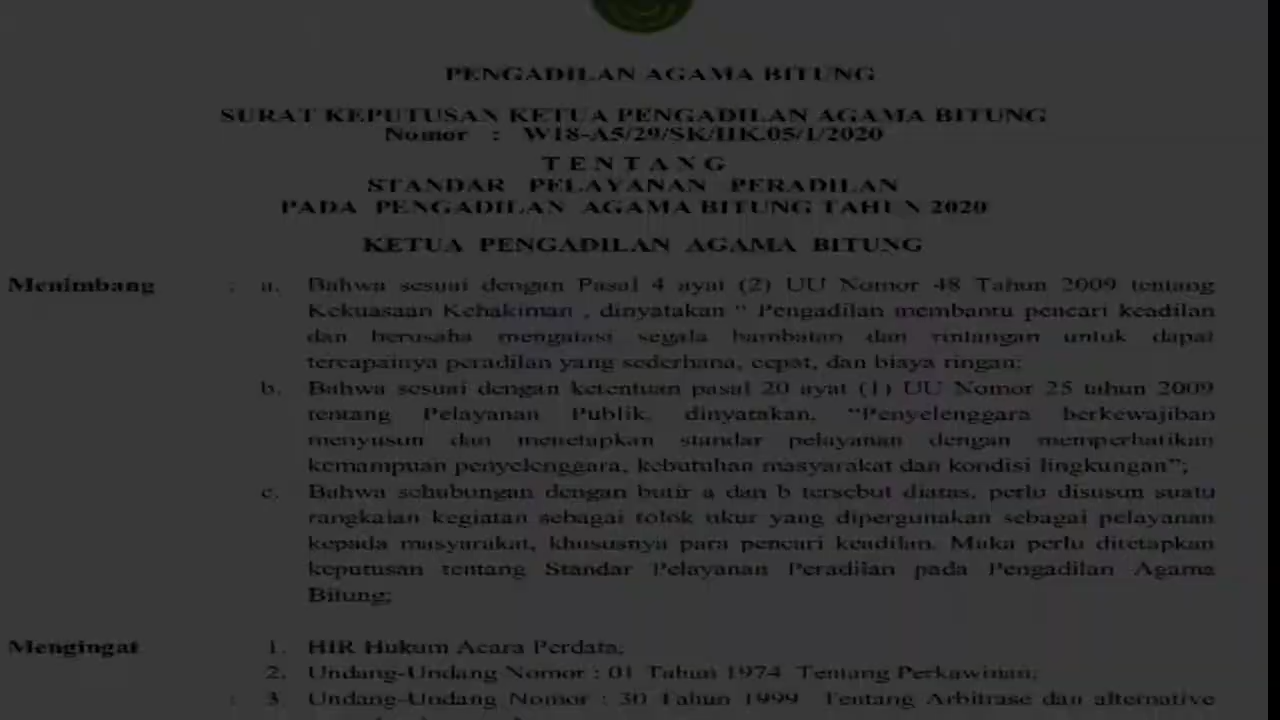 PENGADILAN AGAMA BITUNG
SURAT KEPUTUSAN KETUA PENGADILAN AGAMA BITUNG
Nomor : W18-A5/29/SK/HK.05/1/2020
T E N T A N G
STANDAR PELAYANAN PERADILAN
PADA PENGADILAN AGAMA BITUNG TAHUN 2020
KETUA PENGADILAN AGAMA BITUNG
Menimbang : a. Bahwa sesuai dengan Pasal 4 ayat (2) UU Nomor 48 Tahun 2009 tentang
Kekuasaan Kehakiman , dinyatakan " Pengadilan membantu pencari keadilan
dan berusaha mengatasi segala hambatan dan rintangan untuk dapat
tercapainya peradilan yang sederhana, cepat, dan biaya ringan;
b. Bahwa sesuai dengan ketentuan pasal 20 ayat (1) UU Nomor 25 tahun 2009
tentang Pelayanan Publik, dinyatakan, "Penyelenggara berkewajiban
menyusun dan menetapkan standar pelayanan dengan memperhatikan
kemampuan penyelenggara, kebutuhan masyarakat dan kondisi lingkungan";
c. Bahwa sehubungan dengan butir a dan b tersebut diatas, perlu disusun suatu
rangkaian kegiatan sebagai tolok ukur yang dipergunakan sebagai pelayanan
kepada masyarakat, khususnya para pencari keadilan. Maka perlu ditetapkan
keputusan tentang Standar Pelayanan Peradilan pada Pengadilan Agama
Bitung;
Mengingat 1. HIR Hukum Acara Perdata;
2. Undang-Undang Nomor : 01 Tahun 1974 Tentang Perkawinan;
: 3. Undang-Undang Nomor : 30 Tahun 1999 Tentang Arbitrase dan alternative